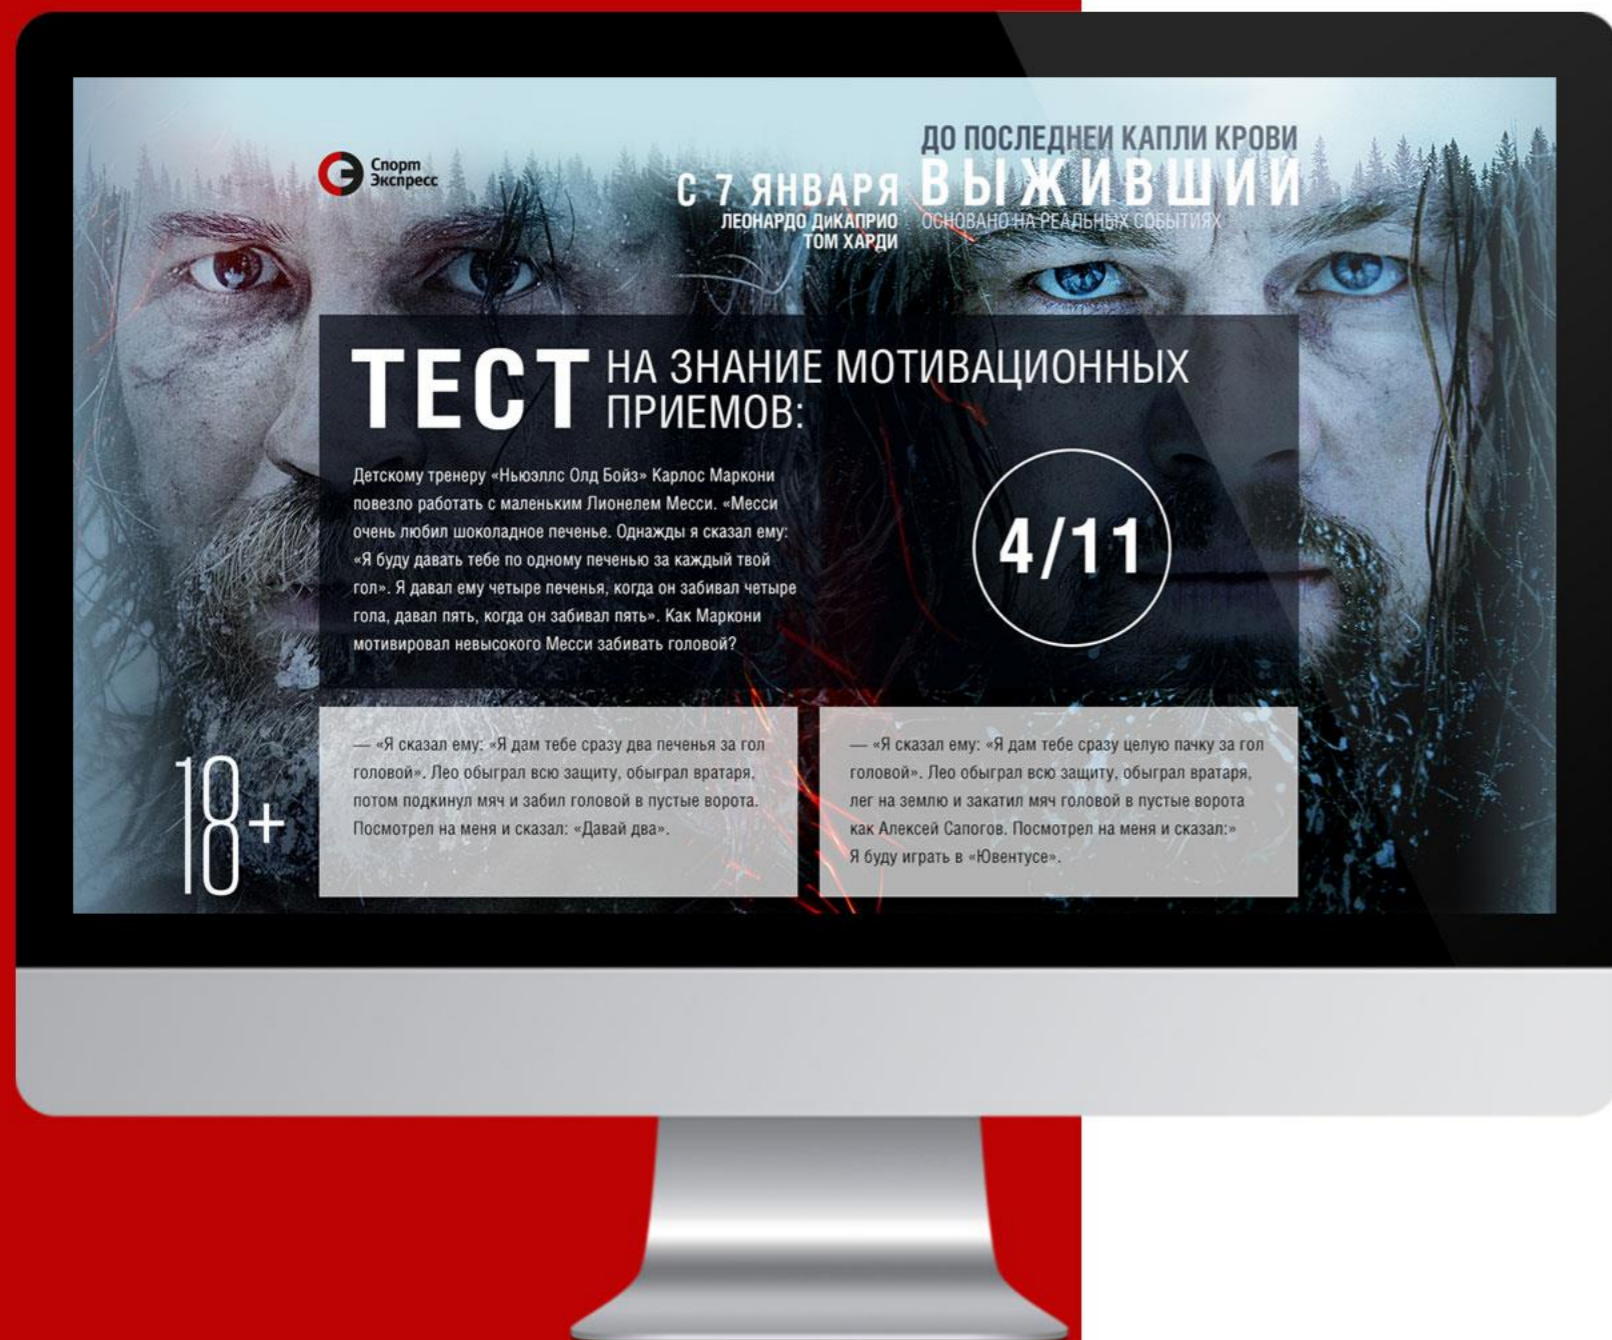 Спорт
Экспресс
ДО ПОСЛЕДНЕЙ КАПЛИ КРОВИ
С 7 ЯНВАРЯ ВЫЖИВШИЙ
ЛЕОНАРДО ДиКАПРИО
ТОМ ХАРДИ
ОСНОВАНО НА РЕАЛЬНЫХ СОБЫТИЯХ
ТЕСТ НА ЗНАНИЕ МОТИВАЦИОННЫХ
ПРИЕМОВ:
Детскому тренеру «Ньюэллс Олд Бойз» Карлос Маркони
повезло работать с маленьким Лионелем Месси. «Месси
очень любил шоколадное печенье. Однажды я сказал ему:
«Я буду давать тебе по одному печенью за каждый твой
гол». Я давал ему четыре печенья, когда он забивал четыре
гола, давал пять, когда он забивал пять». Как Маркони
мотивировал невысокого Месси забивать головой?
4/11
— «Я сказал ему: «Я дам тебе сразу два печенья за гол
головой». Лео обыграл всю защиту, обыграл вратаря,
потом подкинул мяч и забил головой в пустые ворота.
Посмотрел на меня и сказал: «Давай два».
— «Я сказал ему: «Я дам тебе сразу целую пачку за гол
головой». Лео обыграл всю защиту, обыграл вратаря,
лег на землю и закатил мяч головой в пустые ворота
как Алексей Сапогов. Посмотрел на меня и сказал:»
Я буду играть в «Ювентусе».
18+